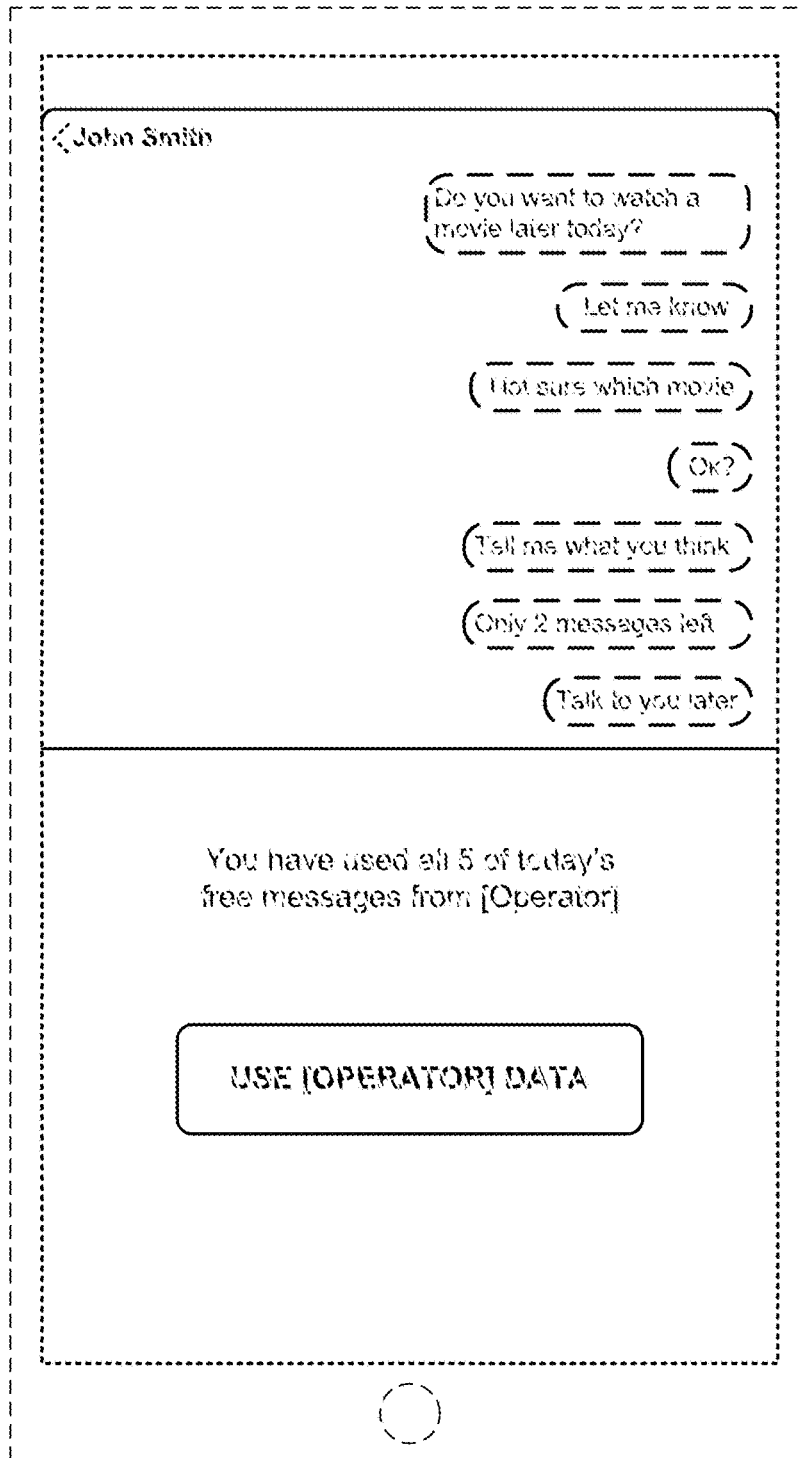 John Smith
Do you want to watch a
movie later today?
Let me know
Not sure which movie
Ok?
Tell me what you think
Only 2 messages left
Talk to you later
You have used all 5 of today's
free messages from [Operator]
USE [OPERATOR] DATA